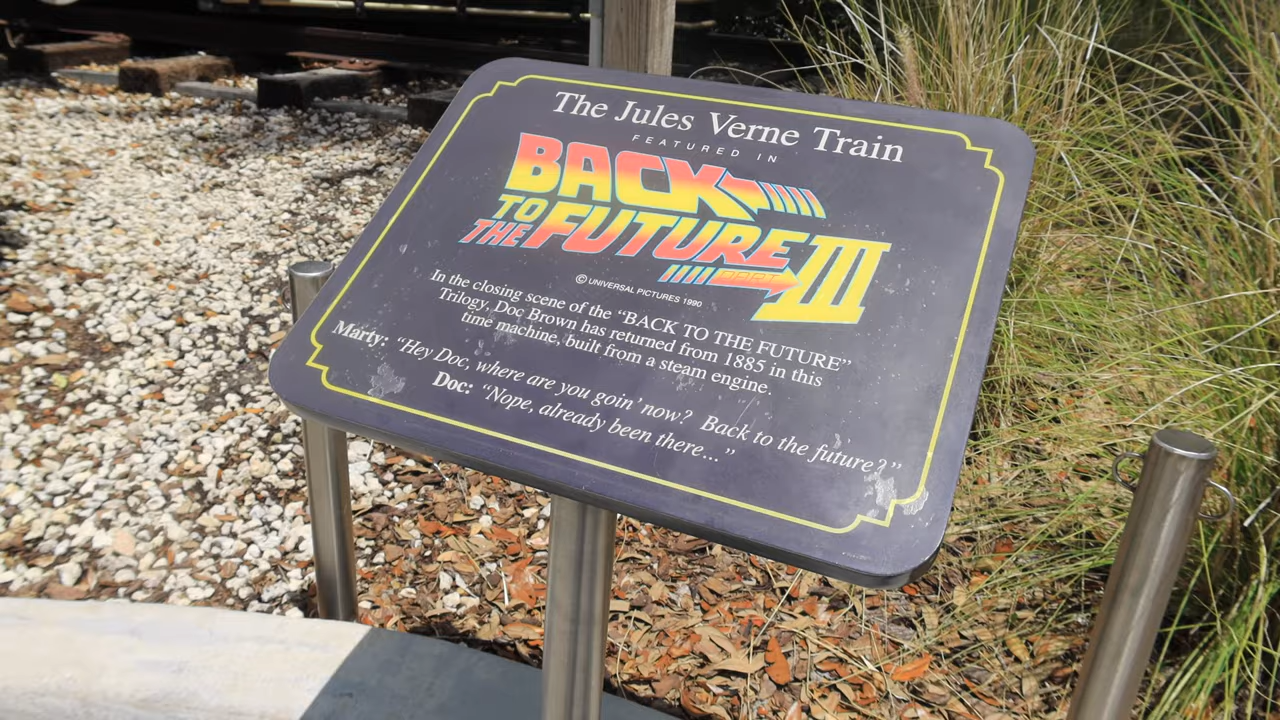 The Jules Verne Train
FEATURED IN
BACK
TO
THE FUTURE
PART III
© UNIVERSAL PICTURES 1990
In the closing scene of the “BACK TO THE FUTURE”
Trilogy, Doc Brown has returned from 1885 in this
time machine, built from a steam engine.
Marty: “Hey Doc, where are you goin' now? Back to the future?”
Doc: “Nope, already been there...”